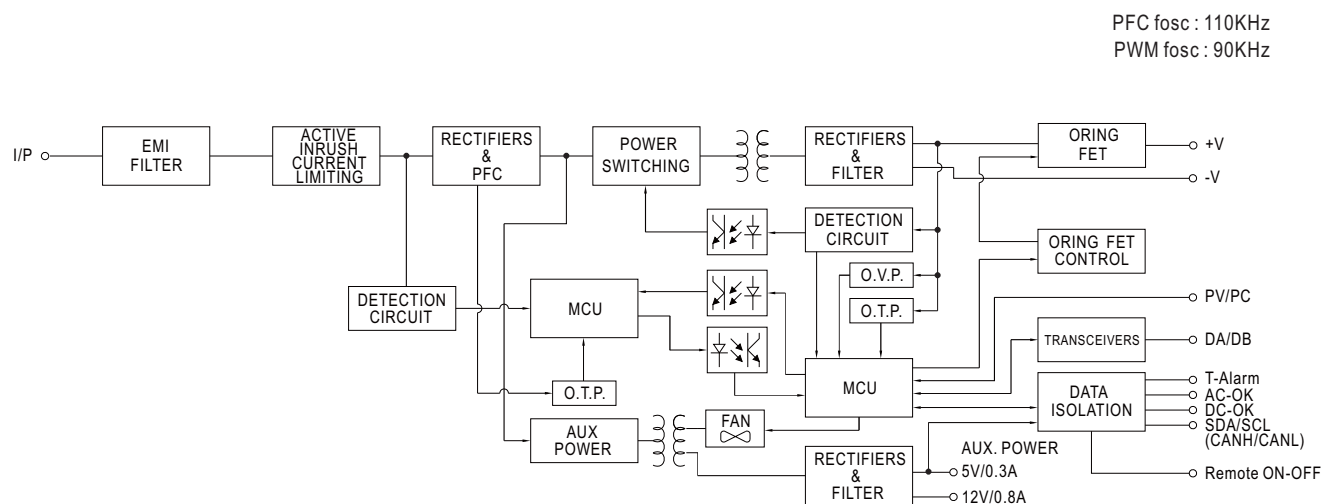 PFC fosc : 110KHz
PWM fosc : 90KHz
I/P
EMI
FILTER
ACTIVE
INRUSH
CURRENT
LIMITING
RECTIFIERS
&
PFC
POWER
SWITCHING
RECTIFIERS
&
FILTER
ORING
FET
+V
-V
DETECTION
CIRCUIT
ORING FET
CONTROL
O.V.P.
O.T.P.
DETECTION
CIRCUIT
MCU
PV/PC
TRANSCEIVERS
DA/DB
MCU
O.T.P.
DATA
ISOLATION
T-Alarm
AC-OK
DC-OK
SDA/SCL
(CANH/CANL)
FAN
AUX
POWER
RECTIFIERS
&
FILTER
AUX. POWER
5V/0.3A
12V/0.8A
Remote ON-OFF